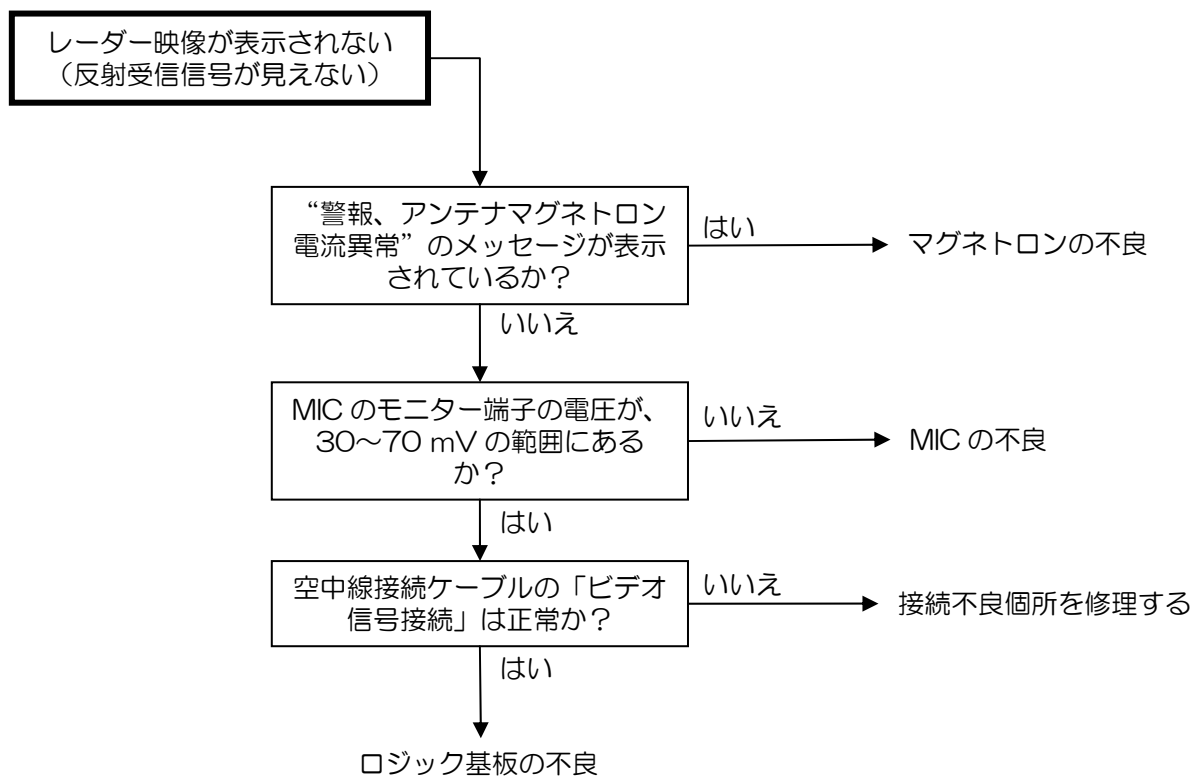 レーダー映像が表示されない
（反射受信信号が見えない）
“警報、アンテナマグネトロン
電流異常”のメッセージが表示
されているか？
はい
マグネトロンの不良
いいえ
MIC のモニター端子の電圧が、
30～70 mV の範囲にある
か？
いいえ
MIC の不良
はい
空中線接続ケーブルの「ビデオ
信号接続」は正常か？
いいえ
接続不良個所を修理する
はい
ロジック基板の不良